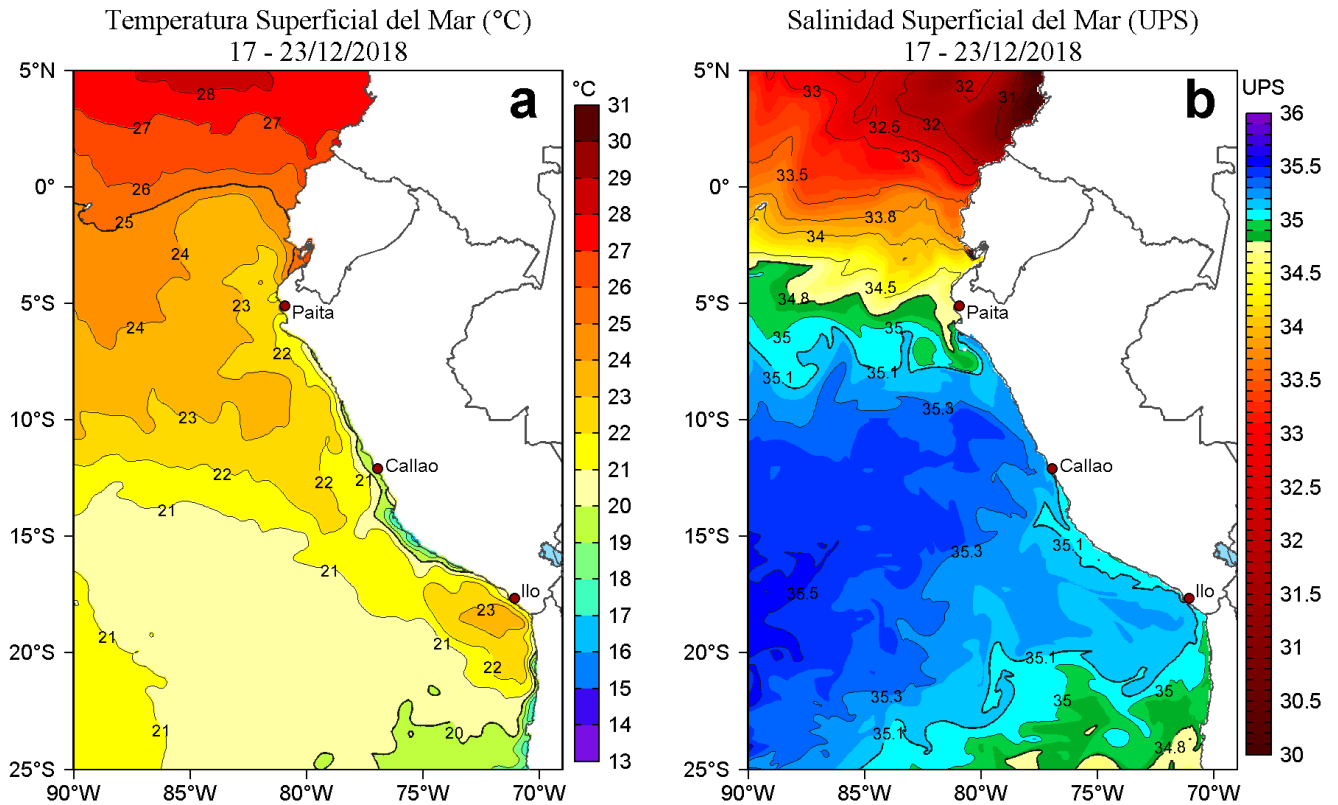 Temperatura Superficial del Mar (°C)
17 - 23/12/2018
5°N
0°
5°S
10°S
15°S
20°S
25°S
90°W
85°W
80°W
75°W
70°W
a
28
27
27
26
25
24
24
23
23
22
22
22
21
21
21
21
21
21
20
22
23
Paita
Callao
Ilo
°C
31
30
29
28
27
26
25
24
23
22
21
20
19
18
17
16
15
14
13
Salinidad Superficial del Mar (UPS)
17 - 23/12/2018
5°N
0°
5°S
10°S
15°S
20°S
25°S
90°W
85°W
80°W
75°W
70°W
b
33
32
31
32.5
32
33
33.5
33.8
34
34.5
34.8
35
35
35.1
35.1
35.3
35.3
35.1
35.5
35.1
35
35.3
35
35.1
34.8
Paita
Callao
Ilo
UPS
36
35.5
35
34.5
34
33.5
33
32.5
32
31.5
31
30.5
30